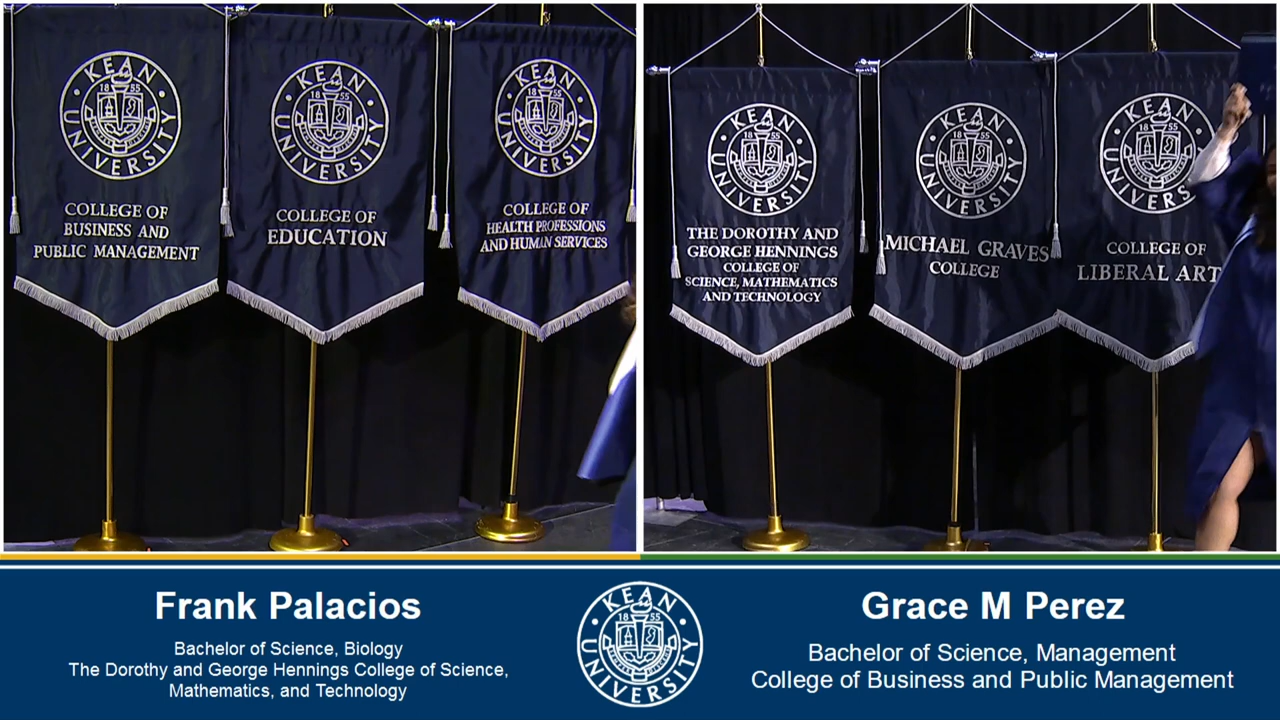 KEAN
1855
UNIVERSITY
COLLEGE OF
BUSINESS AND
PUBLIC MANAGEMENT
KEAN
1855
UNIVERSITY
COLLEGE OF
EDUCATION
KEAN
1855
UNIVERSITY
COLLEGE OF
HEALTH PROFESSIONS
AND HUMAN SERVICES
KEAN
1855
UNIVERSITY
THE DOROTHY AND
GEORGE HENNINGS
COLLEGE OF
SCIENCE, MATHEMATICS
AND TECHNOLOGY
KEAN
1855
UNIVERSITY
MICHAEL GRAVES
COLLEGE
KEAN
1855
UNIVERSITY
COLLEGE OF
LIBERAL ART
Frank Palacios
Bachelor of Science, Biology
The Dorothy and George Hennings College of Science,
Mathematics, and Technology
KEAN
1855
UNIVERSITY
Grace M Perez
Bachelor of Science, Management
College of Business and Public Management